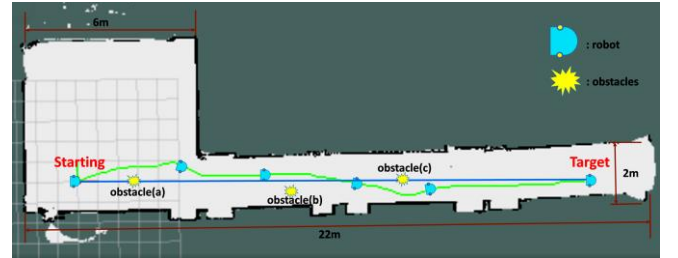 6m
: robot
: obstacles
Starting
obstacle(a)
obstacle(b)
obstacle(c)
Target
2m
22m